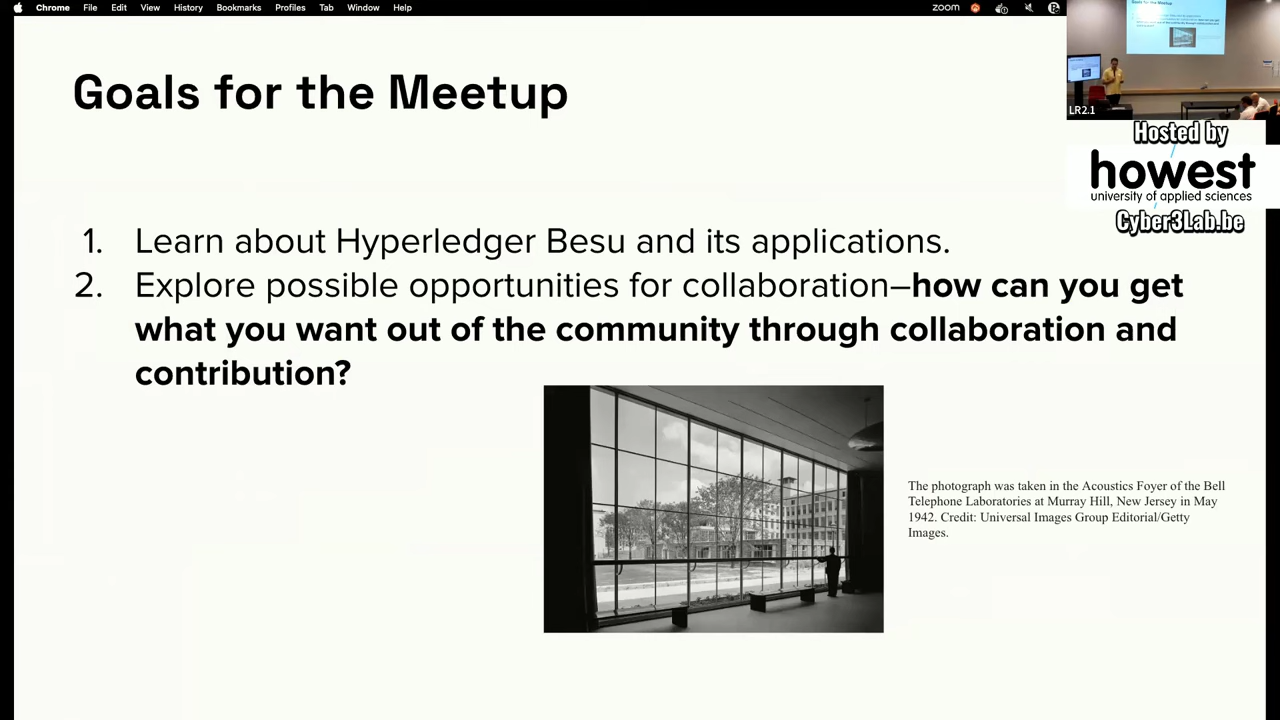 Chrome File Edit View History Bookmarks Profiles Tab Window Help
zoom
Goals for the Meetup
LR2.1
Hosted by
howest
university of applied sciences
Cyber3Lab.be
1. Learn about Hyperledger Besu and its applications.
2. Explore possible opportunities for collaboration–how can you get
what you want out of the community through collaboration and
contribution?
The photograph was taken in the Acoustics Foyer of the Bell
Telephone Laboratories at Murray Hill, New Jersey in May
1942. Credit: Universal Images Group Editorial/Getty
Images.